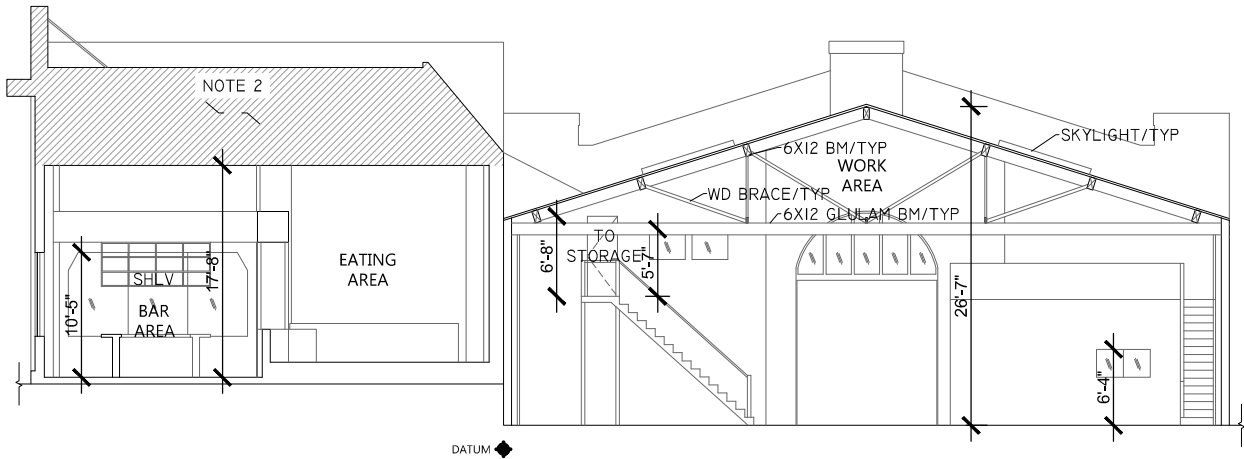 NOTE 2
SKYLIGHT/TYP
6X12 BM/TYP
WORK
AREA
WD BRACE/TYP
6X12 GLULAM BM/TYP
TO
STORAGE
6'-8"
5'-7"
EATING
AREA
SHLV
17'-8"
10'-5"
BAR
AREA
26'-7"
6'-4"
DATUM